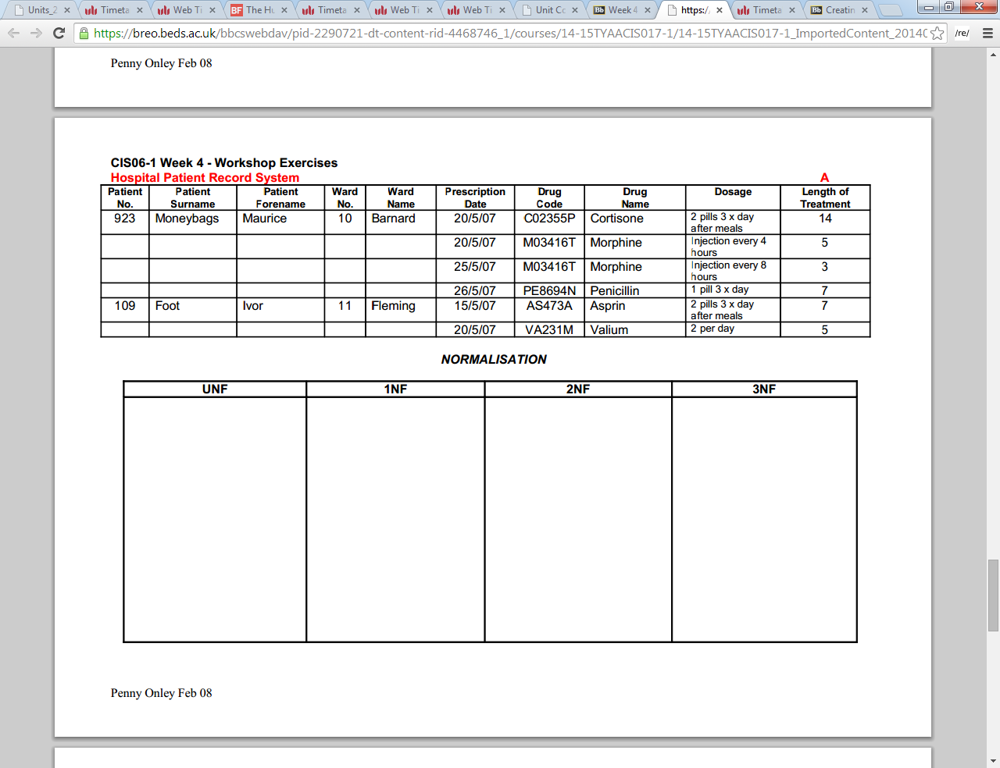 Units_2 Timeta Web Ti The Hu Timeta Web Ti Web Ti Unit Co Week 4 https:/ Timeta Creatin
https://breo.beds.ac.uk/bbcswebdav/pid-2290721-dt-content-rid-4468746_1/courses/14-15TYAACIS017-1/14-15TYAACIS017-1_ImportedContent_2014 /re/
Penny Onley Feb 08
CIS06-1 Week 4 - Workshop Exercises
Hospital Patient Record System A
Patient Patient Patient Ward Ward Prescription Drug Drug Dosage Length of
No. Surname Forename No. Name Date Code Name Treatment
923 Moneybags Maurice 10 Barnard 20/5/07 C02355P Cortisone 2 pills 3 x day 14
after meals
20/5/07 M03416T Morphine Injection every 4 5
hours
25/5/07 M03416T Morphine Injection every 8 3
hours
26/5/07 PE8694N Penicillin 1 pill 3 x day 7
109 Foot Ivor 11 Fleming 15/5/07 AS473A Asprin 2 pills 3 x day 7
after meals
20/5/07 VA231M Valium 2 per day 5
NORMALISATION
UNF 1NF 2NF 3NF
Penny Onley Feb 08